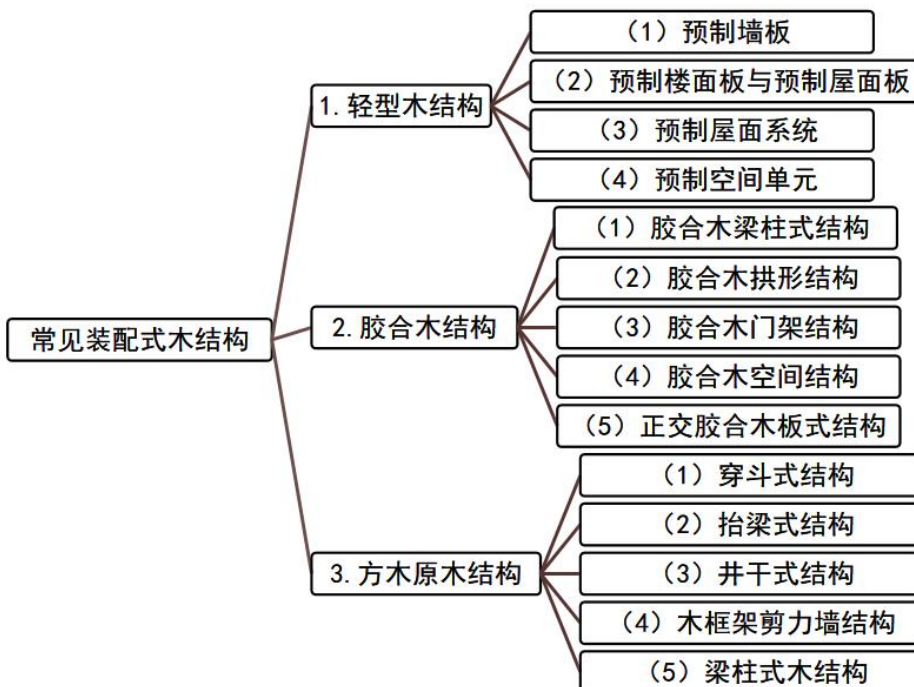 常见装配式木结构
1.轻型木结构
（1）预制墙板
（2）预制楼面板与预制屋面板
（3）预制屋面系统
（4）预制空间单元
2.胶合木结构
（1）胶合木梁柱式结构
（2）胶合木拱形结构
（3）胶合木门架结构
（4）胶合木空间结构
（5）正交胶合木板式结构
3.方木原木结构
（1）穿斗式结构
（2）抬梁式结构
（3）井干式结构
（4）木框架剪力墙结构
（5）梁柱式木结构